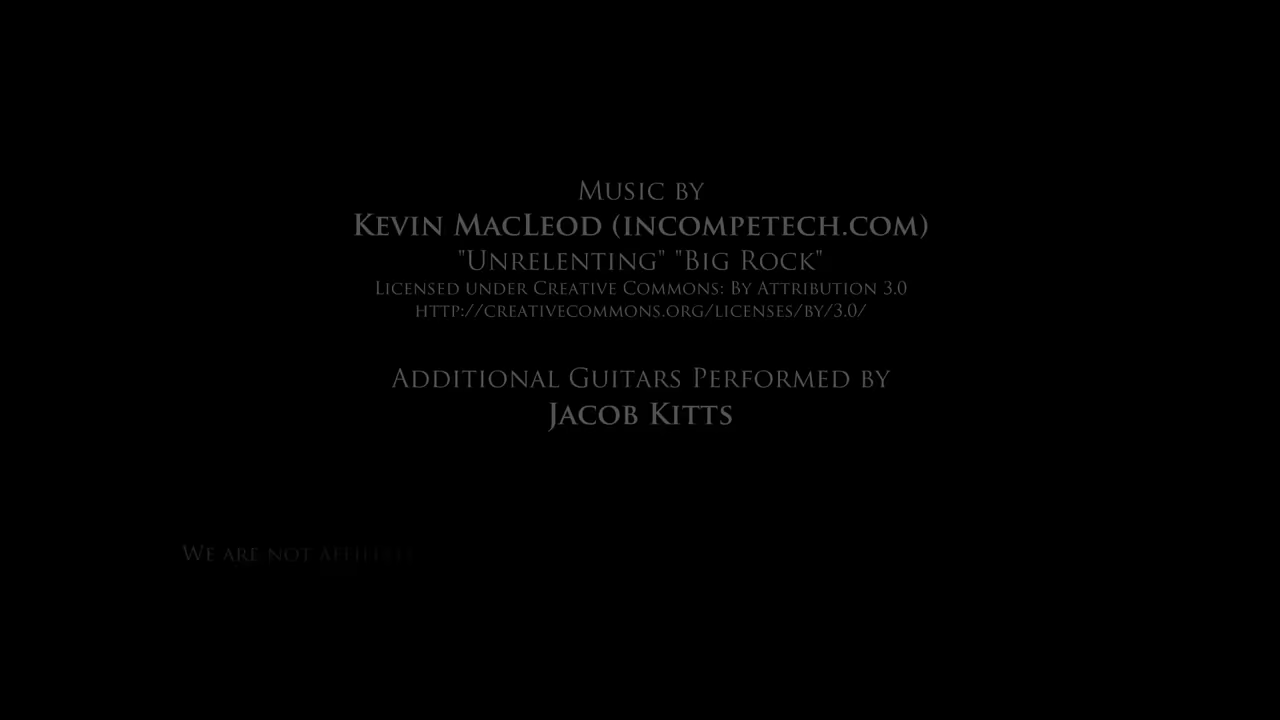 Music by
Kevin MacLeod (incompetech.com)
"Unrelenting" "Big Rock"
Licensed under Creative Commons: By Attribution 3.0
http://creativecommons.org/licenses/by/3.0/
Additional Guitars Performed by
Jacob Kitts
We are not